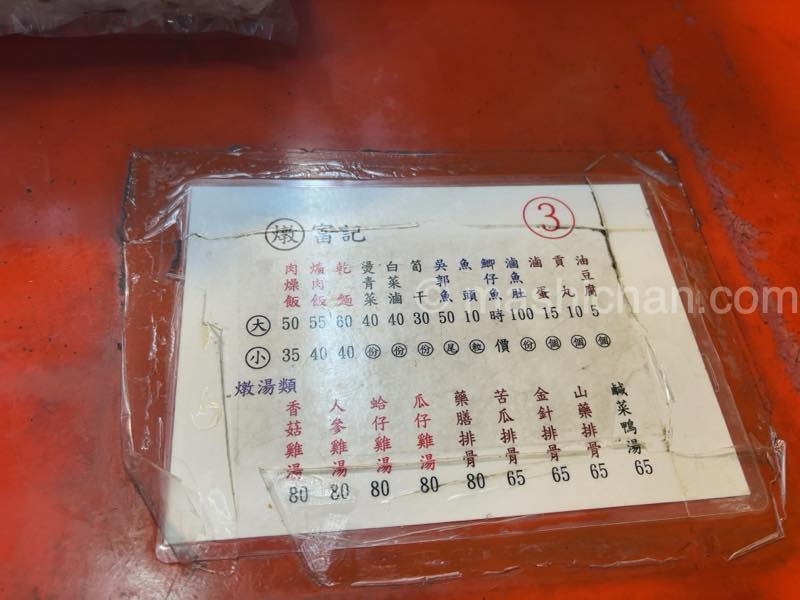 燉 富記
3
肉燥飯
爌肉飯
乾麵
燙青菜
白菜滷
筍干
吳郭魚
魚頭
鯽仔魚
滷魚肚
滷蛋
貢丸
油豆腐
大 50 55 60 40 40 30 50 10 時 100 15 10 5
小 35 40 40 份 份 份 尾 粒 價 份 個 個 個
燉湯類
香菇雞湯 80
人參雞湯 80
蛤仔雞湯 80
瓜仔雞湯 80
藥膳排骨 80
苦瓜排骨 65
金針排骨 65
山藥排骨 65
鹹菜鴨湯 65